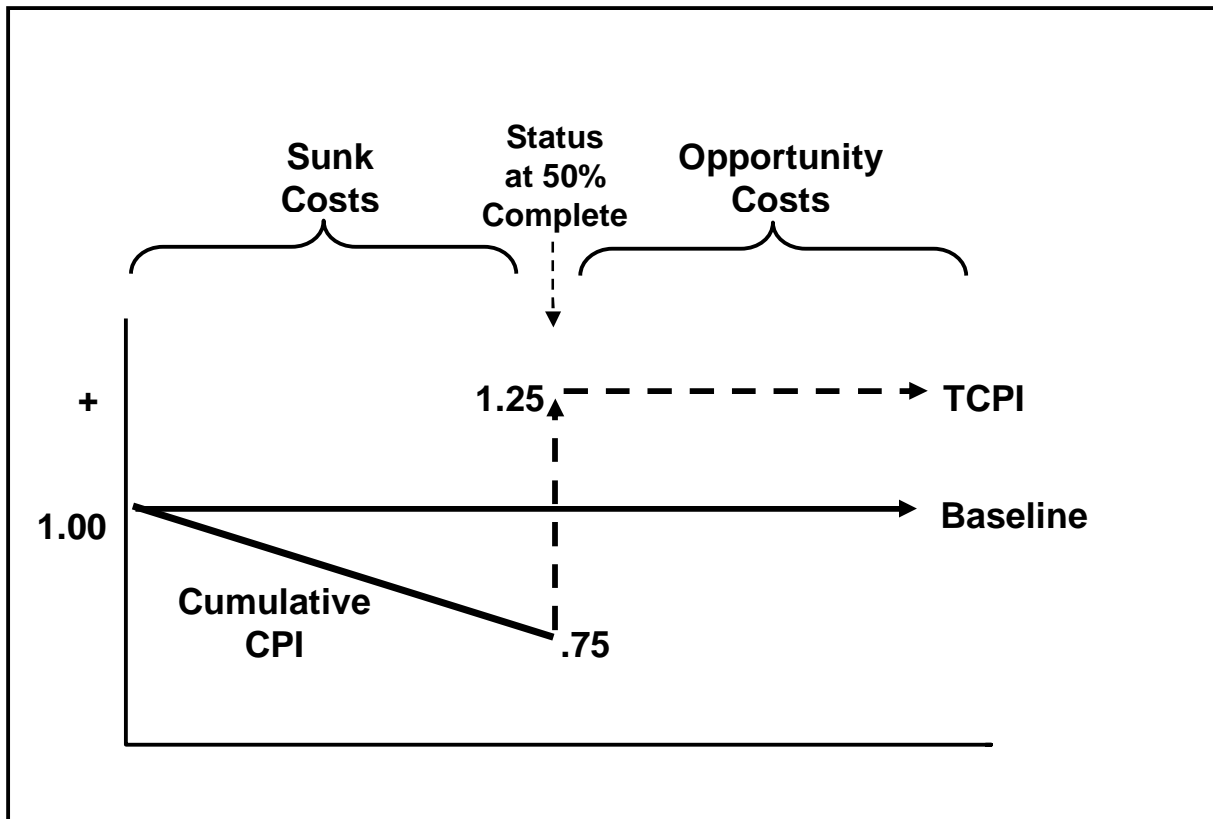 Sunk
Costs
Status
at 50%
Complete
Opportunity
Costs
+
1.25
TCPI
1.00
Baseline
Cumulative
CPI
.75